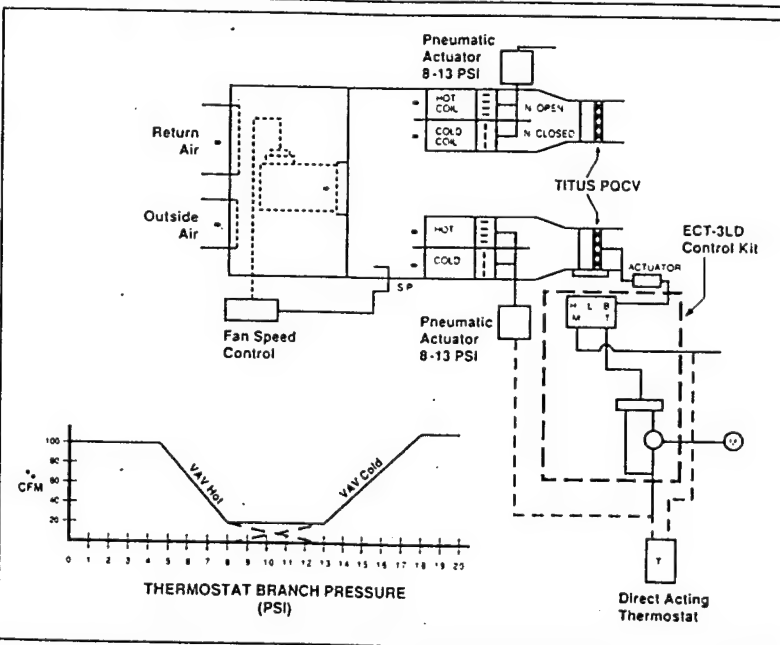 Pneumatic
Actuator
8-13 PSI
HOT
COIL
N OPEN
COLD
COIL
N CLOSED
Return
Air
TITUS PQCV
Outside
Air
ECT-3LD
Control Kit
HOT
COLD
ACTUATOR
S.P.
H L B
M T
Fan Speed
Control
Pneumatic
Actuator
8-13 PSI
100
80
60
40
20
%
CFM
VAV Hot
VAV Cold
0 1 2 3 4 5 6 7 8 9 10 11 12 13 14 15 16 17 18 19 20
THERMOSTAT BRANCH PRESSURE
(PSI)
T
Direct Acting
Thermostat